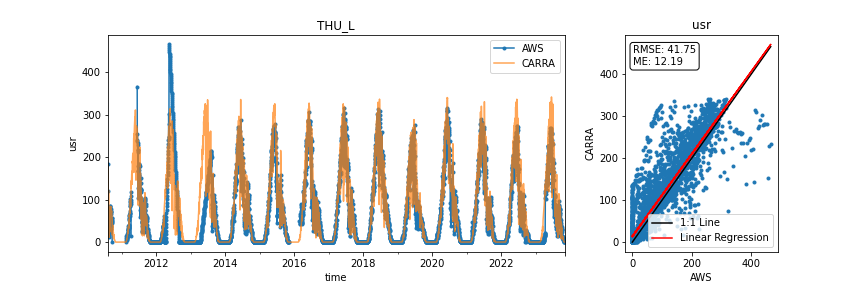 THU_L
usr
400
300
200
100
0
2012
2014
2016
2018
2020
2022
time
AWS
CARRA
usr
CARRA
400
300
200
100
0
RMSE: 41.75
ME: 12.19
1:1 Line
Linear Regression
0
200
400
AWS